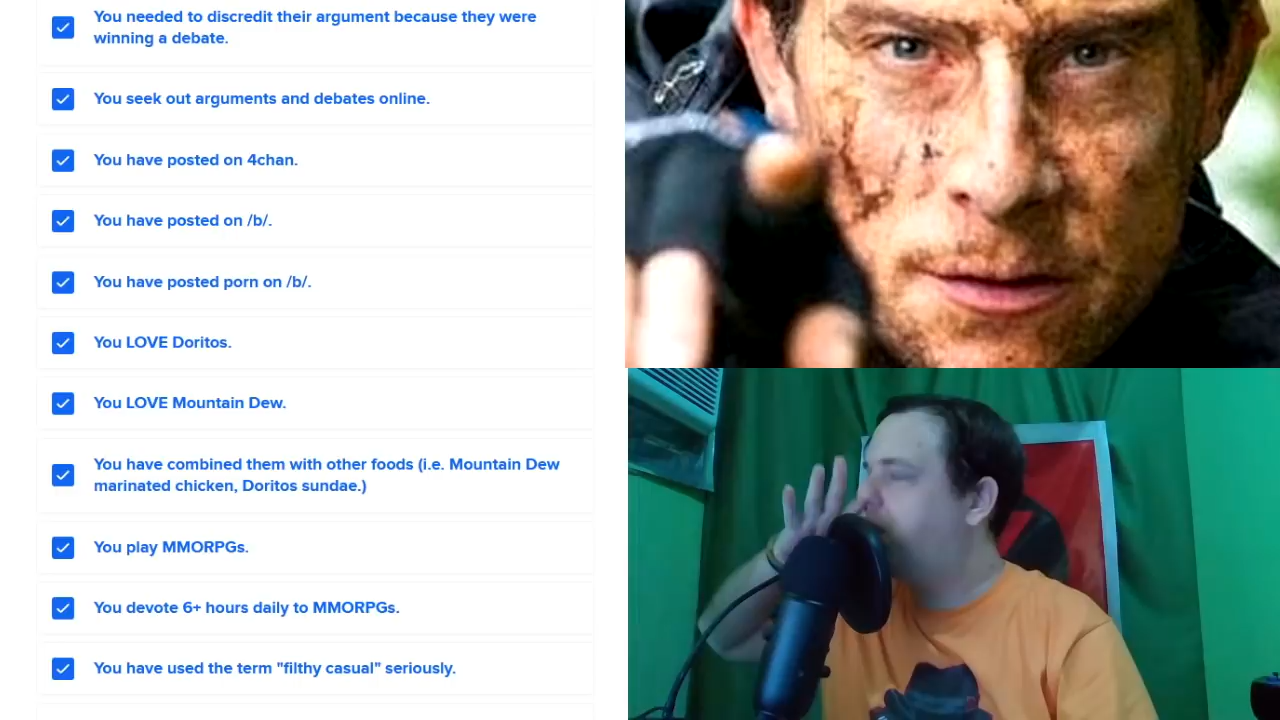 You needed to discredit their argument because they were
winning a debate.
You seek out arguments and debates online.
You have posted on 4chan.
You have posted on /b/.
You have posted porn on /b/.
You LOVE Doritos.
You LOVE Mountain Dew.
You have combined them with other foods (i.e. Mountain Dew
marinated chicken, Doritos sundae.)
You play MMORPGs.
You devote 6+ hours daily to MMORPGs.
You have used the term "filthy casual" seriously.